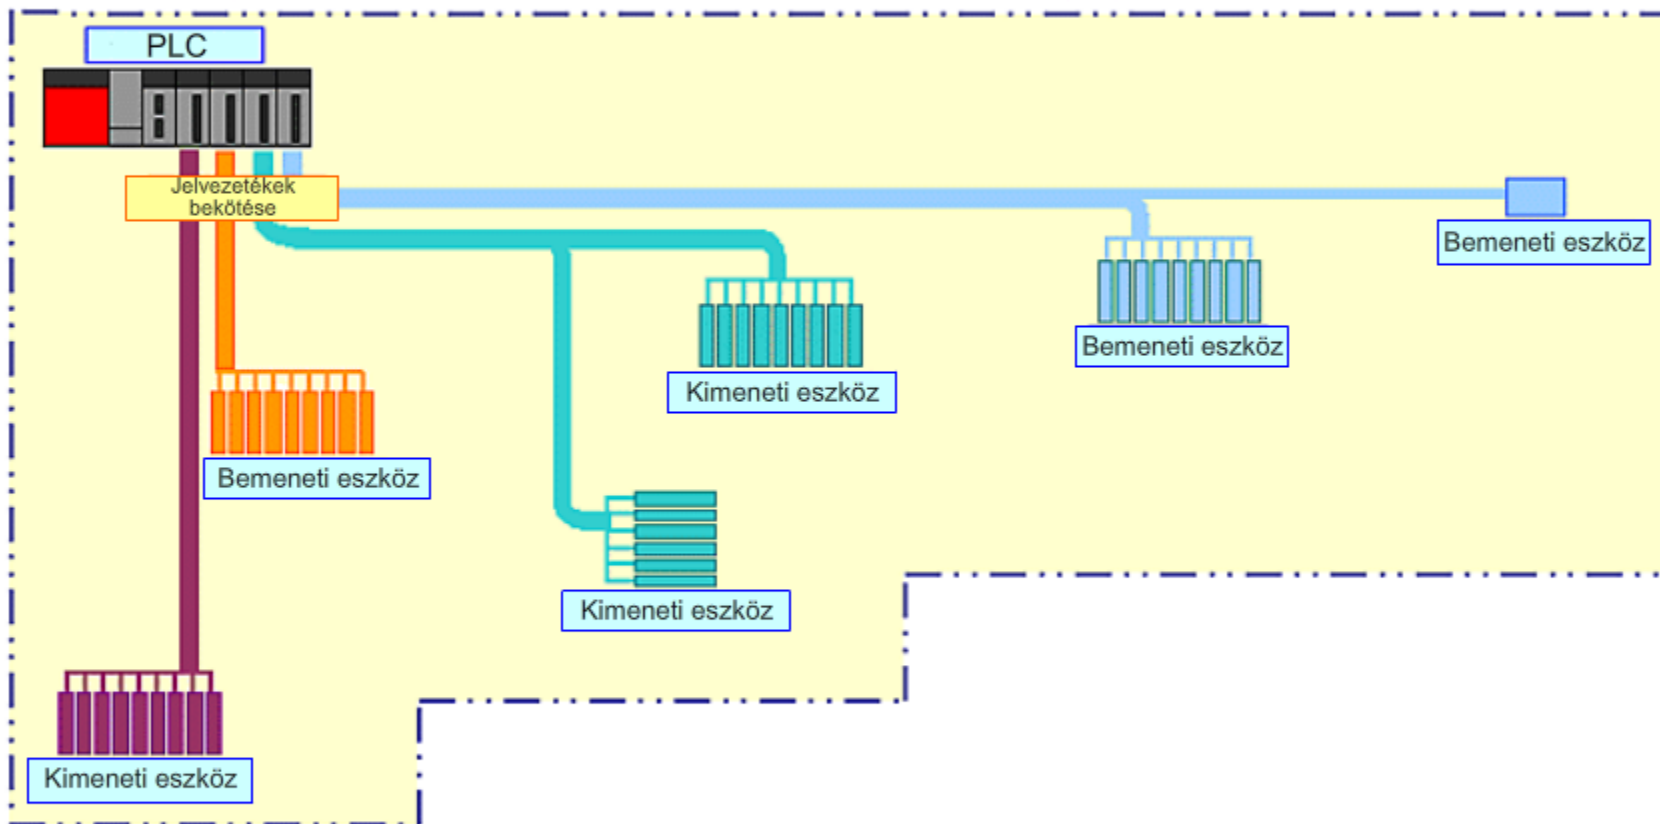 PLC
Jelvezetékek
bekötése
Bemeneti eszköz
Bemeneti eszköz
Kimeneti eszköz
Bemeneti eszköz
Kimeneti eszköz
Kimeneti eszköz